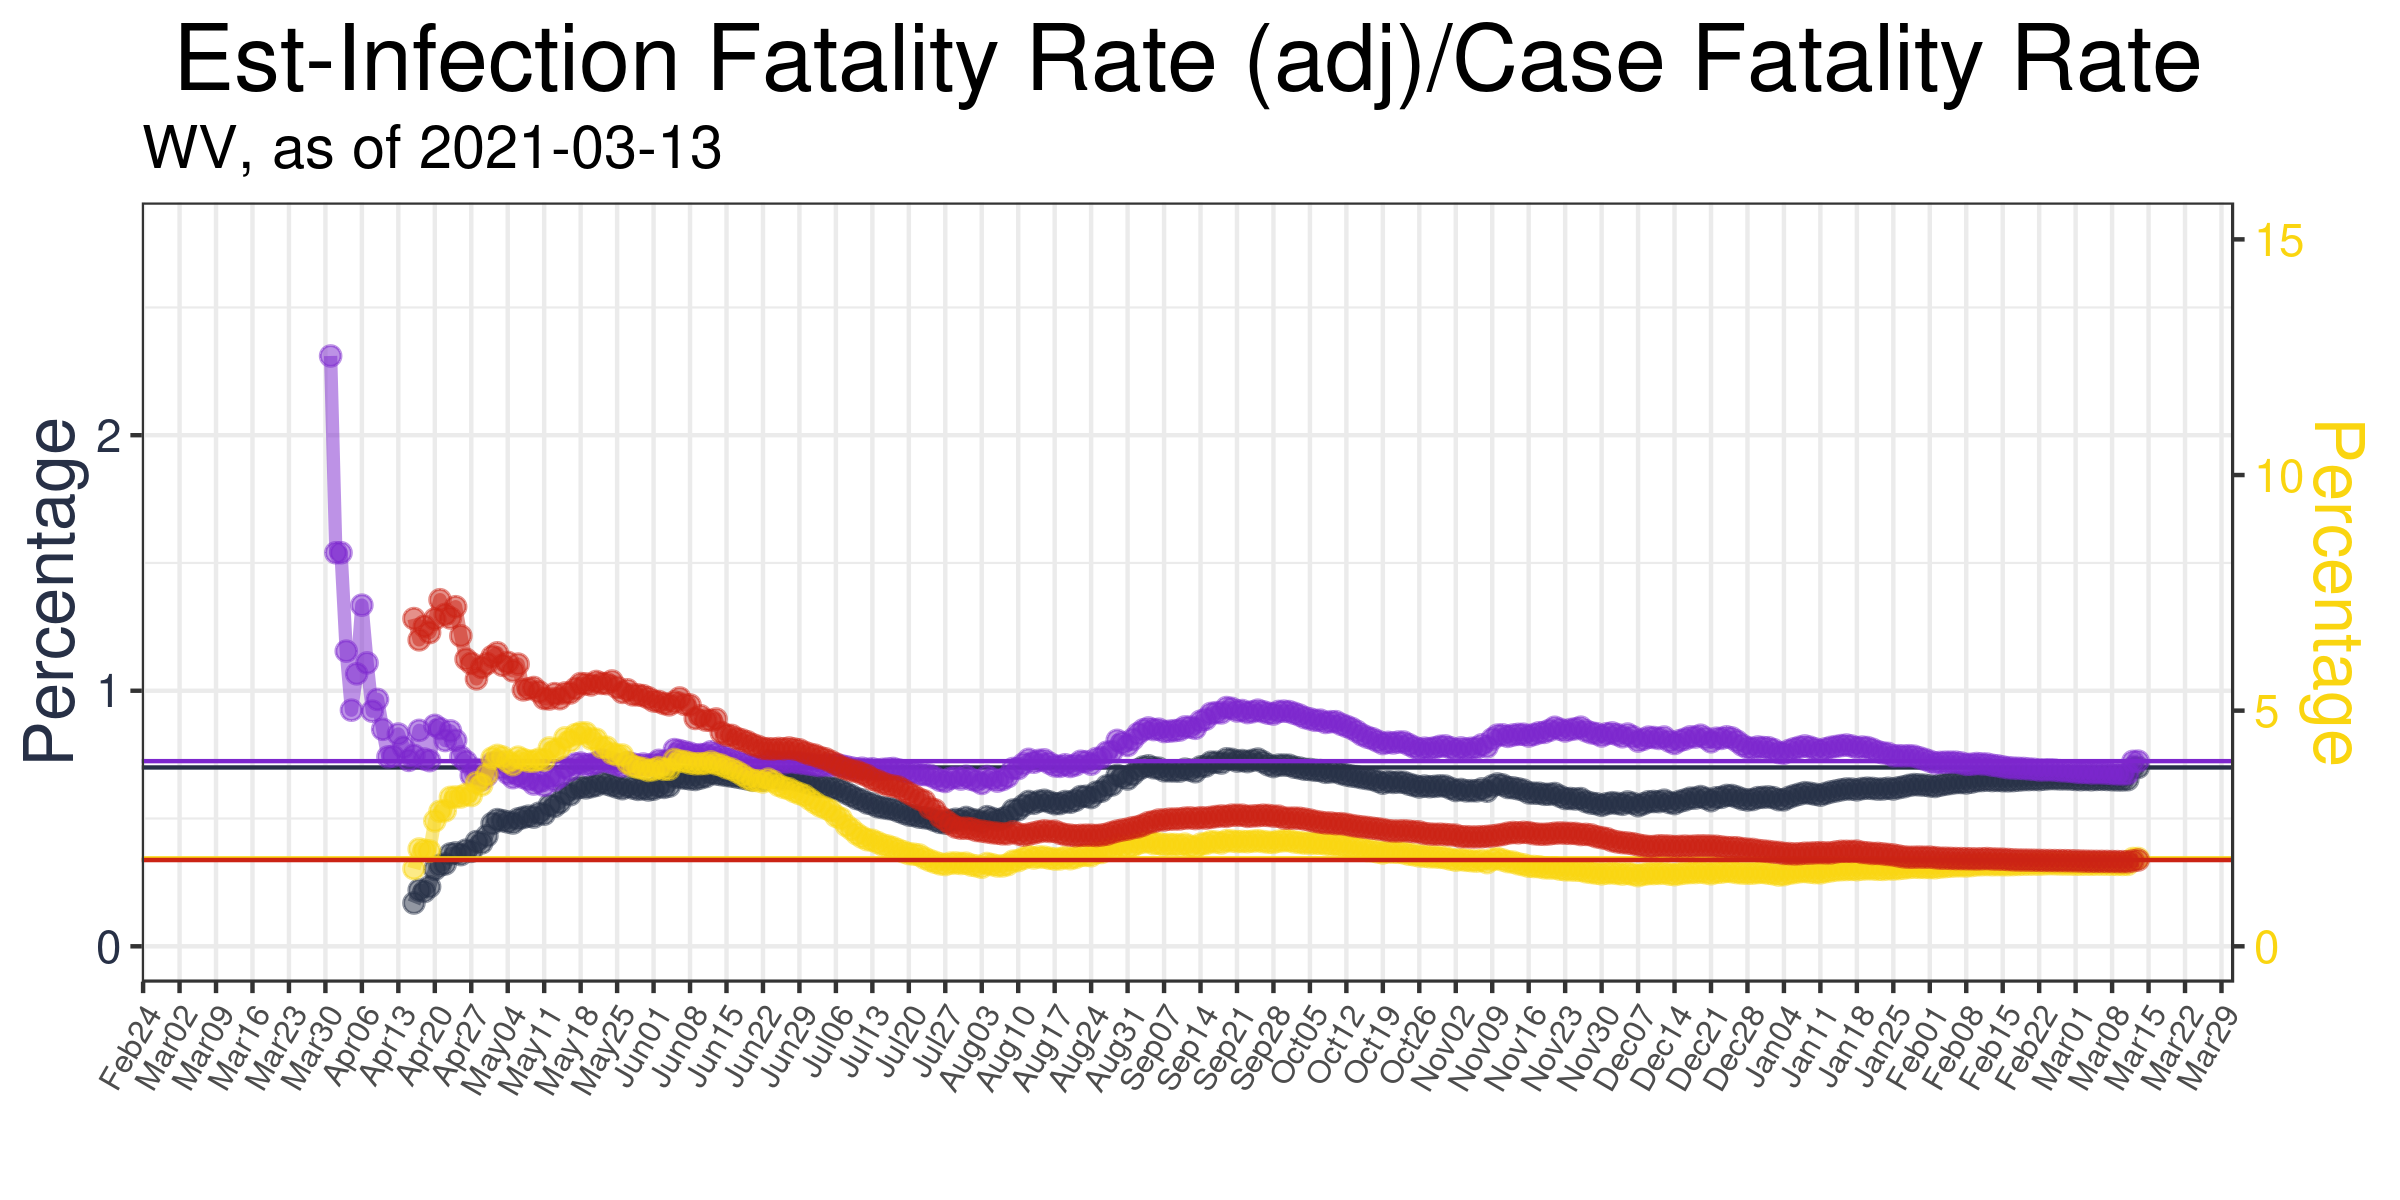 Est-Infection Fatality Rate (adj)/Case Fatality Rate
WV, as of 2021-03-13
Percentage
2
1
0
15
10
5
0
Percentage
Feb24
Mar02
Mar09
Mar16
Mar23
Mar30
Apr06
Apr13
Apr20
Apr27
May04
May11
May18
May25
Jun01
Jun08
Jun15
Jun22
Jun29
Jul06
Jul13
Jul20
Jul27
Aug03
Aug10
Aug17
Aug24
Aug31
Sep07
Sep14
Sep21
Sep28
Oct05
Oct12
Oct19
Oct26
Nov02
Nov09
Nov16
Nov23
Nov30
Dec07
Dec14
Dec21
Dec28
Jan04
Jan11
Jan18
Jan25
Feb01
Feb08
Feb15
Feb22
Mar01
Mar08
Mar15
Mar22
Mar29